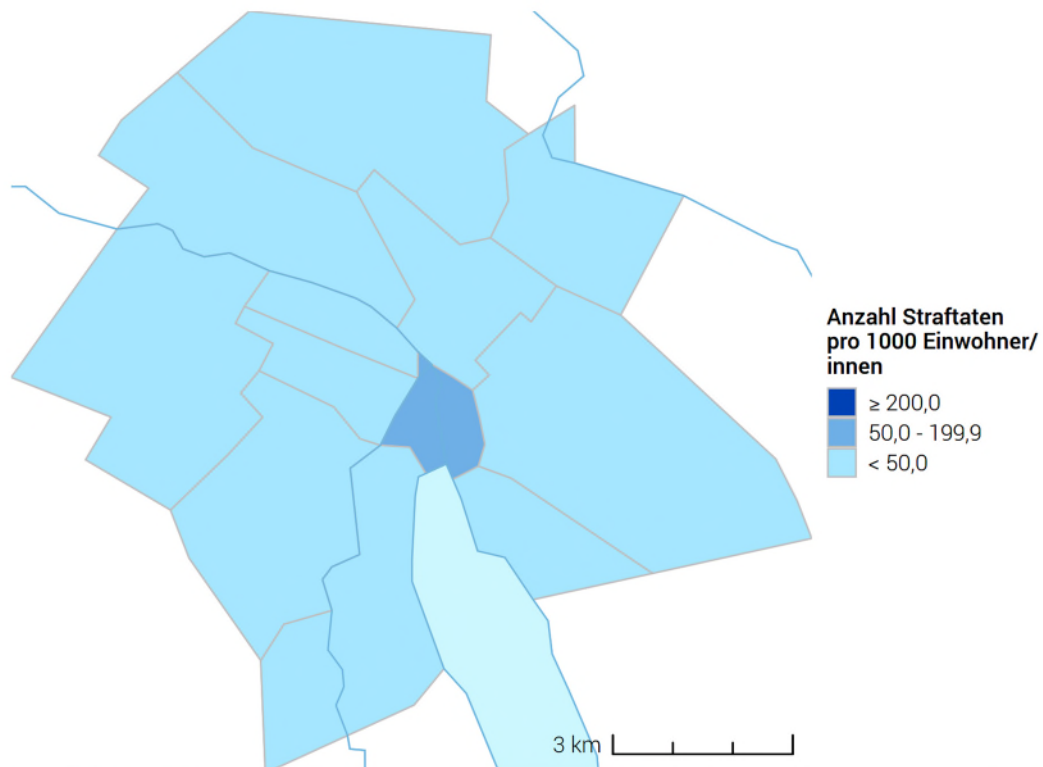 Anzahl Straftaten
pro 1000 Einwohner/
innen
≥ 200,0
50,0 - 199,9
< 50,0
3 km